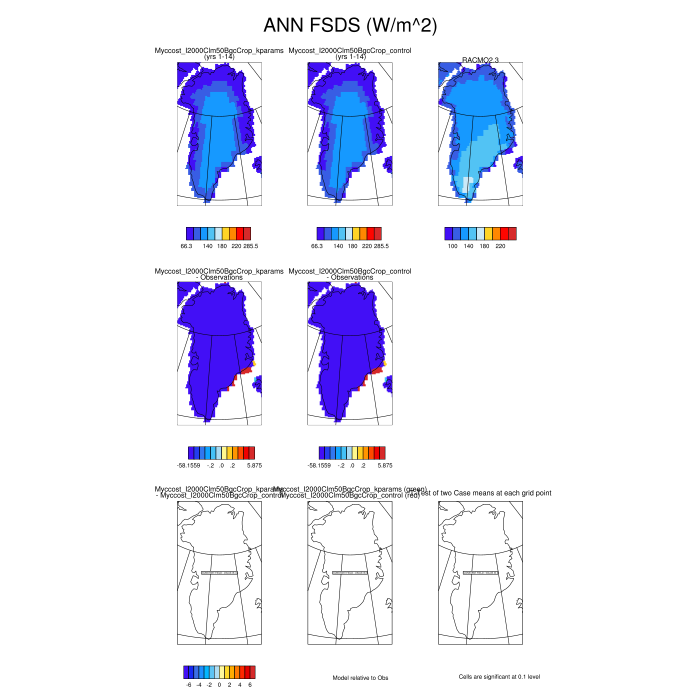 ANN FSDS (W/m^2)
Myccost_I2000Clm50BgcCrop_kparams
(yrs 1-14)
Myccost_I2000Clm50BgcCrop_control
(yrs 1-14)
RACMO2.3
66.3 140 180 220 285.5
66.3 140 180 220 285.5
100 140 180 220
Myccost_I2000Clm50BgcCrop_kparams
- Observations
Myccost_I2000Clm50BgcCrop_control
- Observations
-58.1559 -.2 .0 .2 5.875
-58.1559 -.2 .0 .2 5.875
Myccost_I2000Clm50BgcCrop_kparams
- Myccost_I2000Clm50BgcCrop_control
Myccost_I2000Clm50BgcCrop_kparams (green)
Myccost_I2000Clm50BgcCrop_control (red)
of two Case means at each grid point
-6 -4 -2 0 2 4 6
Model relative to Obs
Cells are significant at 0.1 level